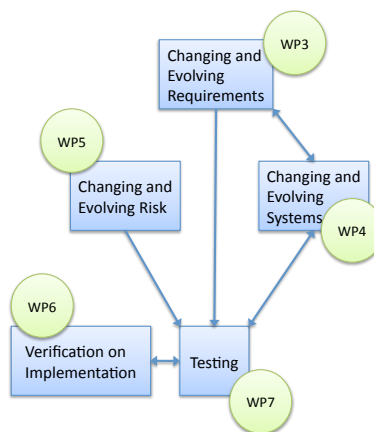 WP3
Changing and
Evolving
Requirements
WP5
Changing and
Evolving Risk
Changing and
Evolving
Systems
WP4
WP6
Verification on
Implementation
Testing
WP7